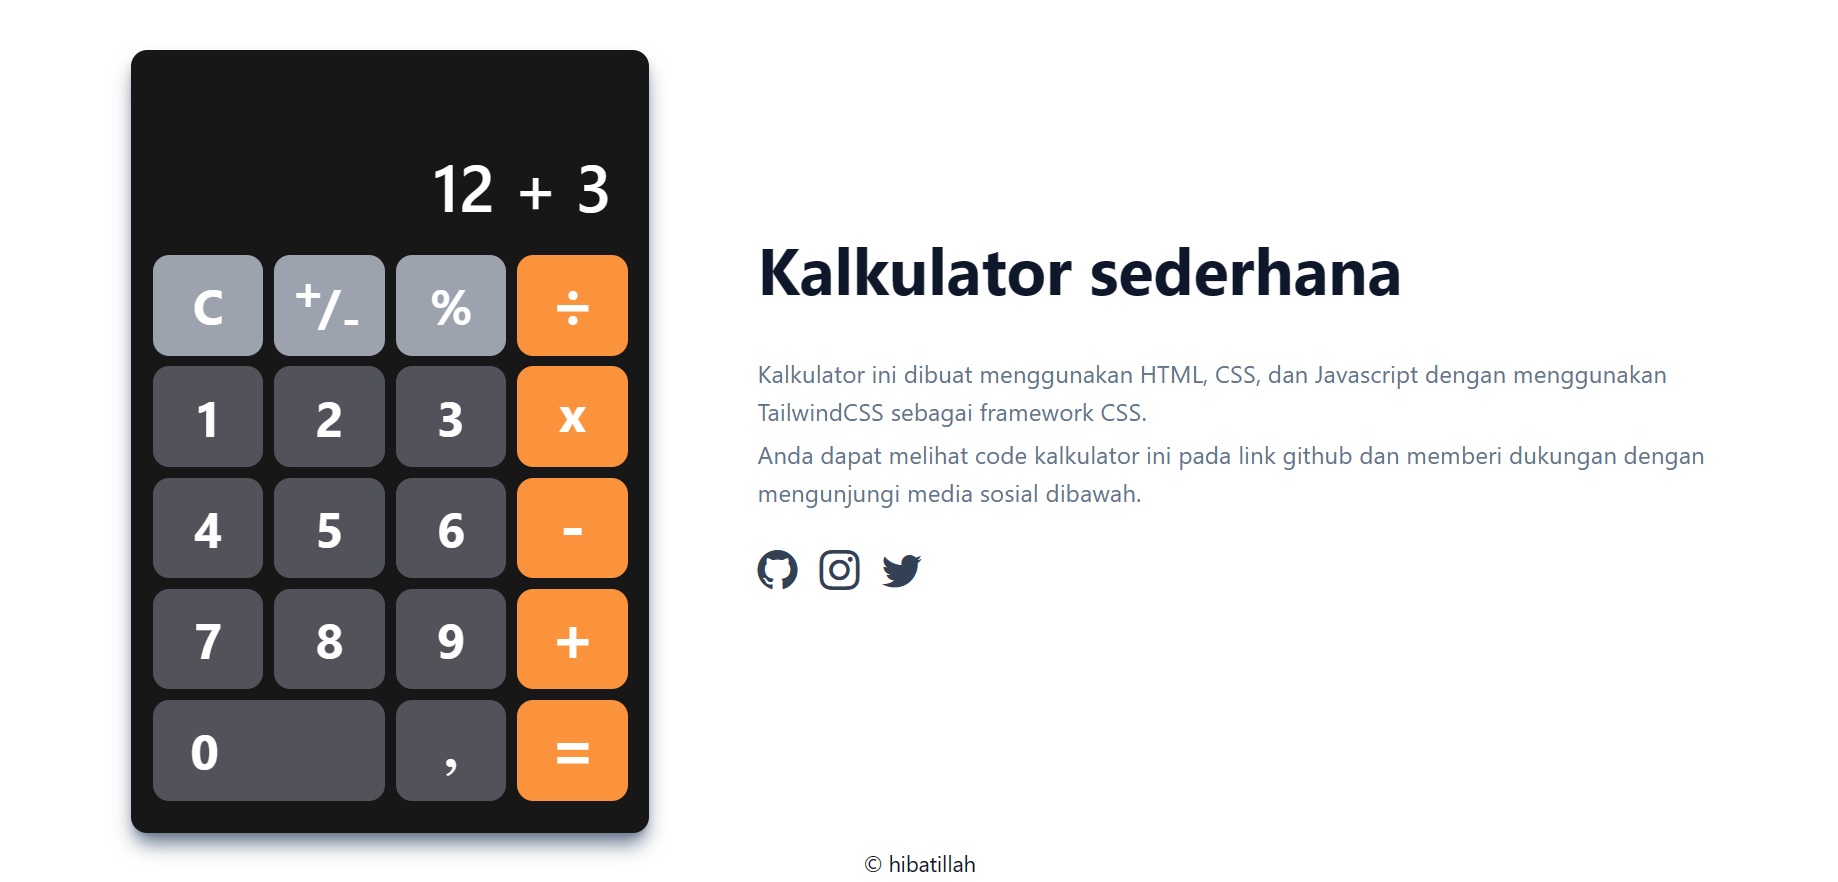 12 + 3
C +/- % ÷
1 2 3 x
4 5 6 -
7 8 9 +
0 , =
Kalkulator sederhana
Kalkulator ini dibuat menggunakan HTML, CSS, dan Javascript dengan menggunakan
TailwindCSS sebagai framework CSS.
Anda dapat melihat code kalkulator ini pada link github dan memberi dukungan dengan
mengunjungi media sosial dibawah.
© hibatillah